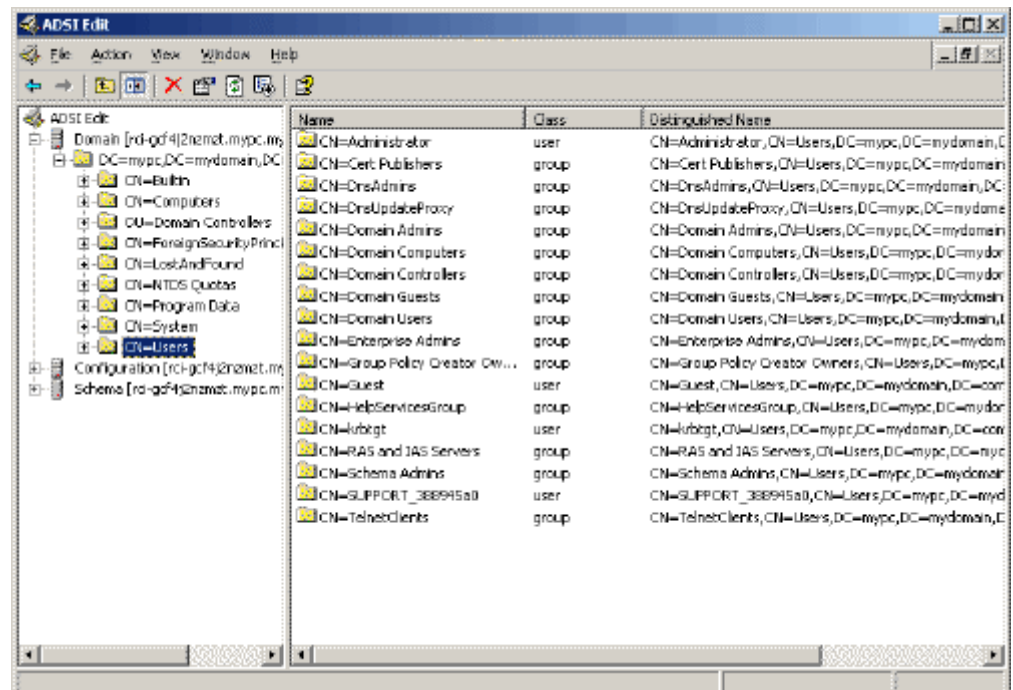 ADSI Edit
File Action View Window Help
ADSI Edit
Domain [rci-gcf4j2nzmzt.mypc.my
DC=mypc,DC=mydomain,DC
CN=Builtin
CN=Computers
OU=Domain Controllers
CN=ForeignSecurityPrinci
CN=LostAndFound
CN=NTDS Quotas
CN=Program Data
CN=System
CN=Users
Configuration [rci-gcf4j2nzmzt.my
Schema [rci-gcf4j2nzmzt.mypc.my
Name Class Distinguished Name
CN=Administrator user CN=Administrator,CN=Users,DC=mypc,DC=mydomain,D
CN=Cert Publishers group CN=Cert Publishers,CN=Users,DC=mypc,DC=mydomain
CN=DnsAdmins group CN=DnsAdmins,CN=Users,DC=mypc,DC=mydomain,DC=
CN=DnsUpdateProxy group CN=DnsUpdateProxy,CN=Users,DC=mypc,DC=mydoma
CN=Domain Admins group CN=Domain Admins,CN=Users,DC=mypc,DC=mydomain
CN=Domain Computers group CN=Domain Computers,CN=Users,DC=mypc,DC=mydor
CN=Domain Controllers group CN=Domain Controllers,CN=Users,DC=mypc,DC=mydon
CN=Domain Guests group CN=Domain Guests,CN=Users,DC=mypc,DC=mydomain
CN=Domain Users group CN=Domain Users,CN=Users,DC=mypc,DC=mydomain,D
CN=Enterprise Admins group CN=Enterprise Admins,CN=Users,DC=mypc,DC=mydom
CN=Group Policy Creator Ow... group CN=Group Policy Creator Owners,CN=Users,DC=mypc,D
CN=Guest user CN=Guest,CN=Users,DC=mypc,DC=mydomain,DC=com
CN=HelpServicesGroup group CN=HelpServicesGroup,CN=Users,DC=mypc,DC=mydor
CN=krbtgt user CN=krbtgt,CN=Users,DC=mypc,DC=mydomain,DC=com
CN=RAS and IAS Servers group CN=RAS and IAS Servers,CN=Users,DC=mypc,DC=myc
CN=Schema Admins group CN=Schema Admins,CN=Users,DC=mypc,DC=mydomain
CN=SUPPORT_388945a0 user CN=SUPPORT_388945a0,CN=Users,DC=mypc,DC=myd
CN=TelnetClients group CN=TelnetClients,CN=Users,DC=mypc,DC=mydomain,D